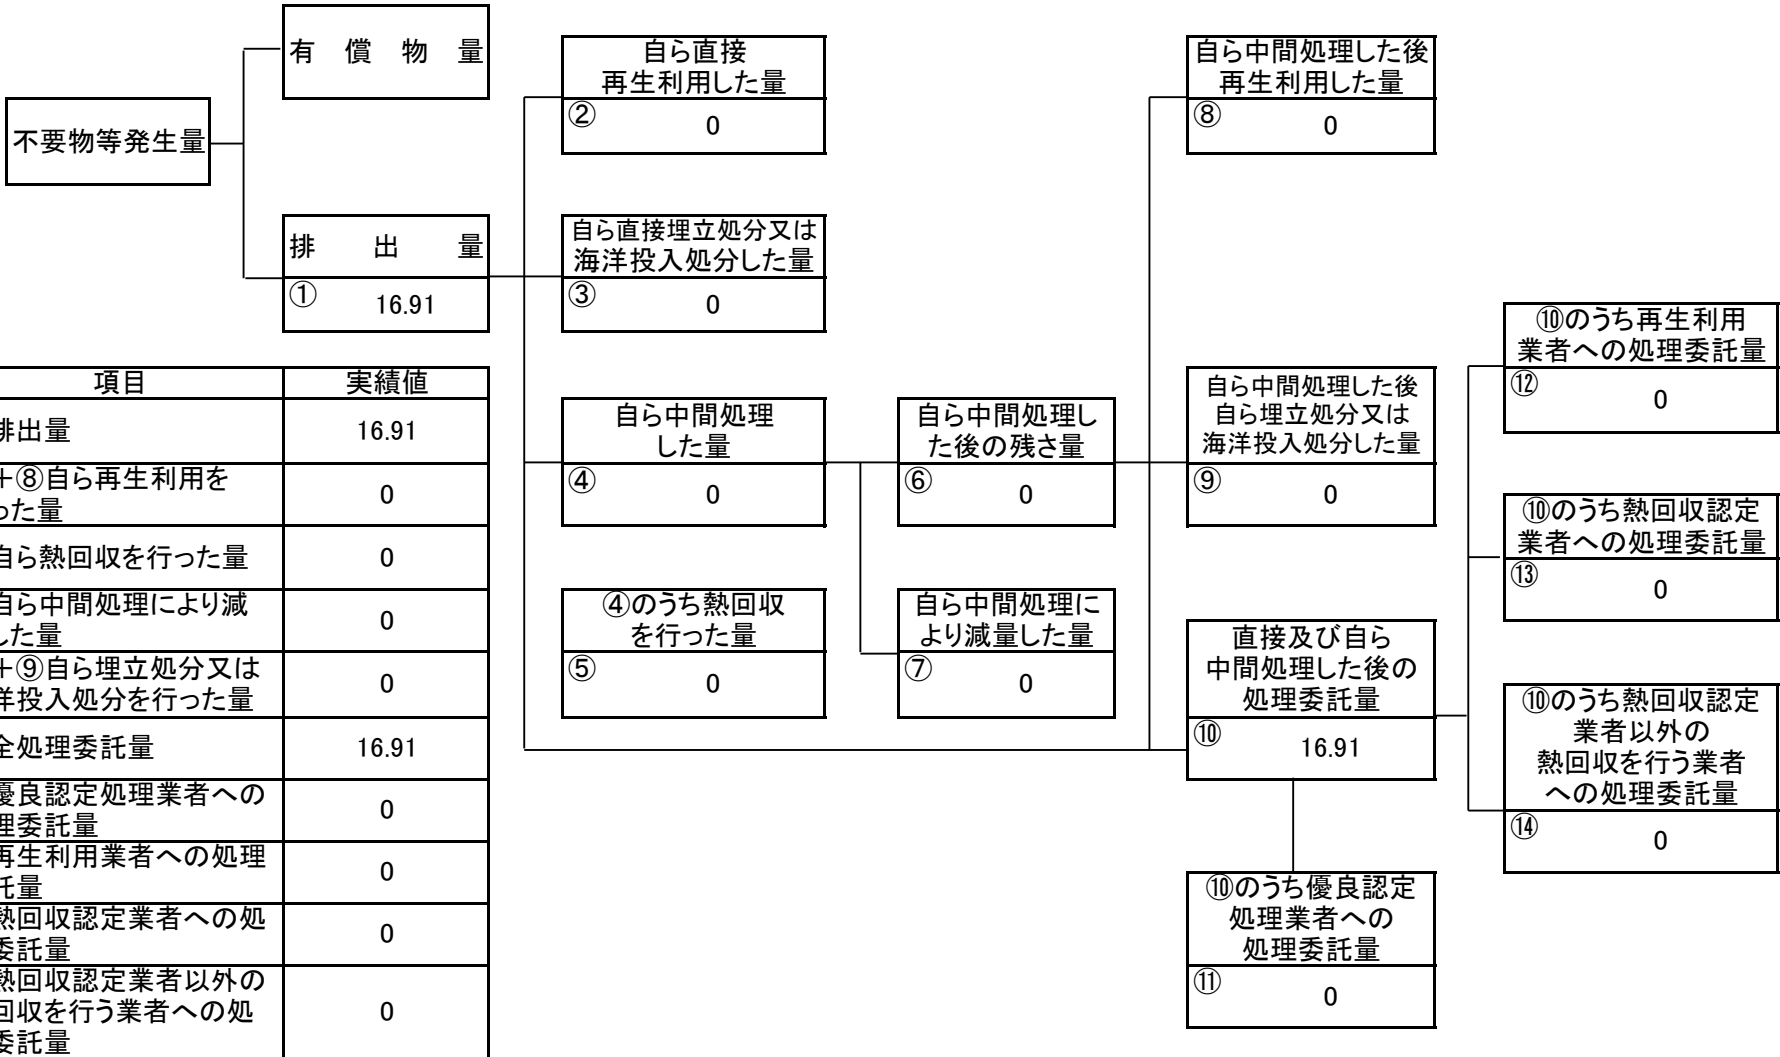 有償物量
不要物等発生量
排出量
① 16.91
自ら直接
再生利用した量
② 0
自ら直接埋立処分又は
海洋投入処分した量
③ 0
自ら中間処理
した量
④ 0
④のうち熱回収
を行った量
⑤ 0
自ら中間処理し
た後の残さ量
⑥ 0
自ら中間処理に
より減量した量
⑦ 0
自ら中間処理した後
再生利用した量
⑧ 0
自ら中間処理した後
自ら埋立処分又は
海洋投入処分した量
⑨ 0
直接及び自ら
中間処理した後の
処理委託量
⑩ 16.91
⑩のうち優良認定
処理業者への
処理委託量
⑪ 0
⑩のうち再生利用
業者への処理委託量
⑫ 0
⑩のうち熱回収認定
業者への処理委託量
⑬ 0
⑩のうち熱回収認定
業者以外の
熱回収を行う業者
への処理委託量
⑭ 0
項目 実績値
排出量 16.91
+⑧自ら再生利用を
った量 0
自ら熱回収を行った量 0
自ら中間処理により減
した量 0
+⑨自ら埋立処分又は
洋投入処分を行った量 0
全処理委託量 16.91
優良認定処理業者への
理委託量 0
再生利用業者への処理
託量 0
熱回収認定業者への処
委託量 0
熱回収認定業者以外の
回収を行う業者への処
委託量 0